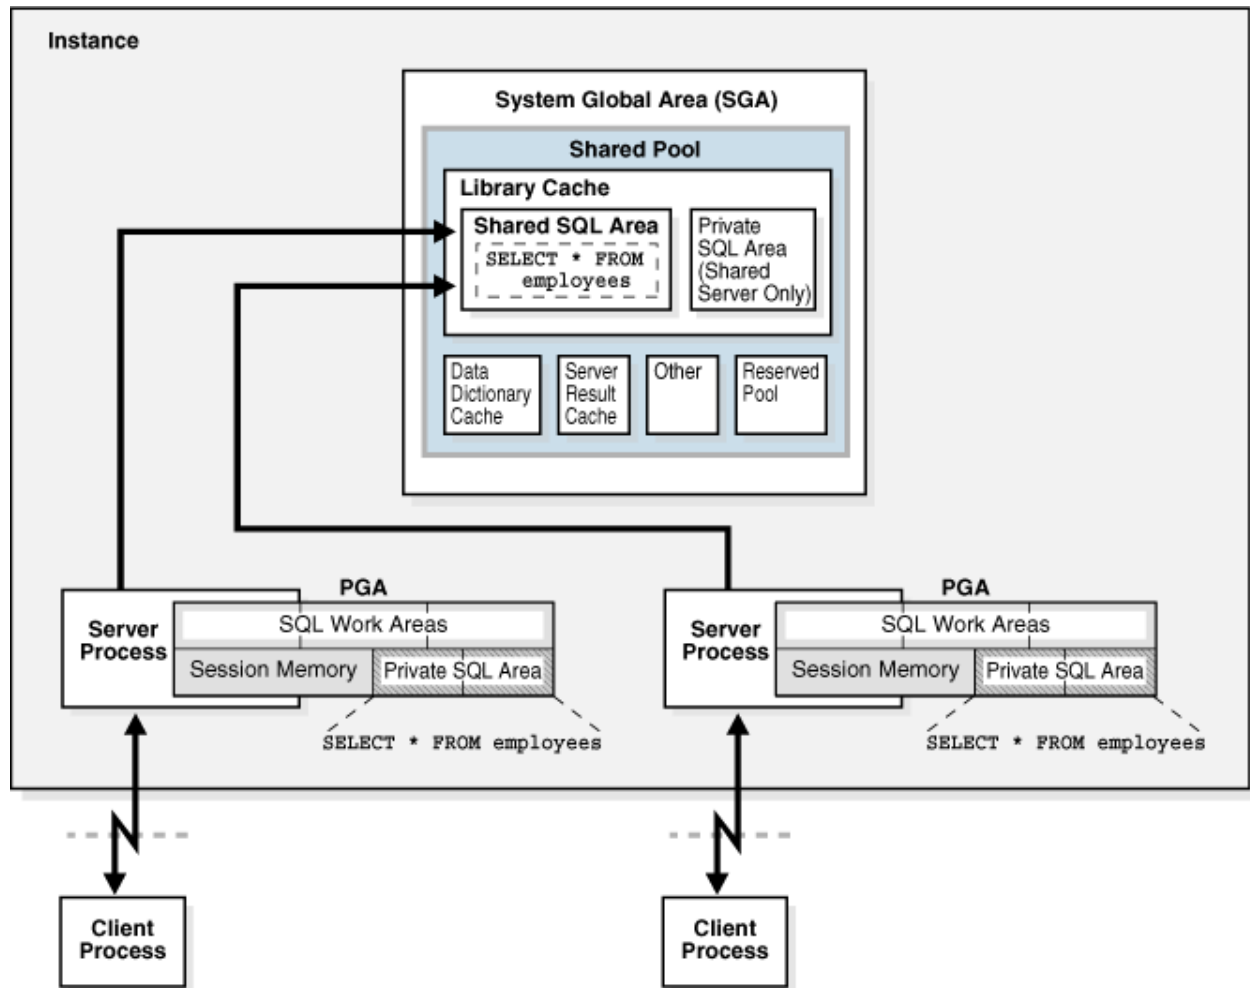 Instance
System Global Area (SGA)
Shared Pool
Library Cache
Shared SQL Area
SELECT * FROM
employees
Private
SQL Area
(Shared
Server Only)
Data
Dictionary
Cache
Server
Result
Cache
Other
Reserved
Pool
PGA
Server
Process
SQL Work Areas
Session Memory
Private SQL Area
SELECT * FROM employees
PGA
Server
Process
SQL Work Areas
Session Memory
Private SQL Area
SELECT * FROM employees
Client
Process
Client
Process